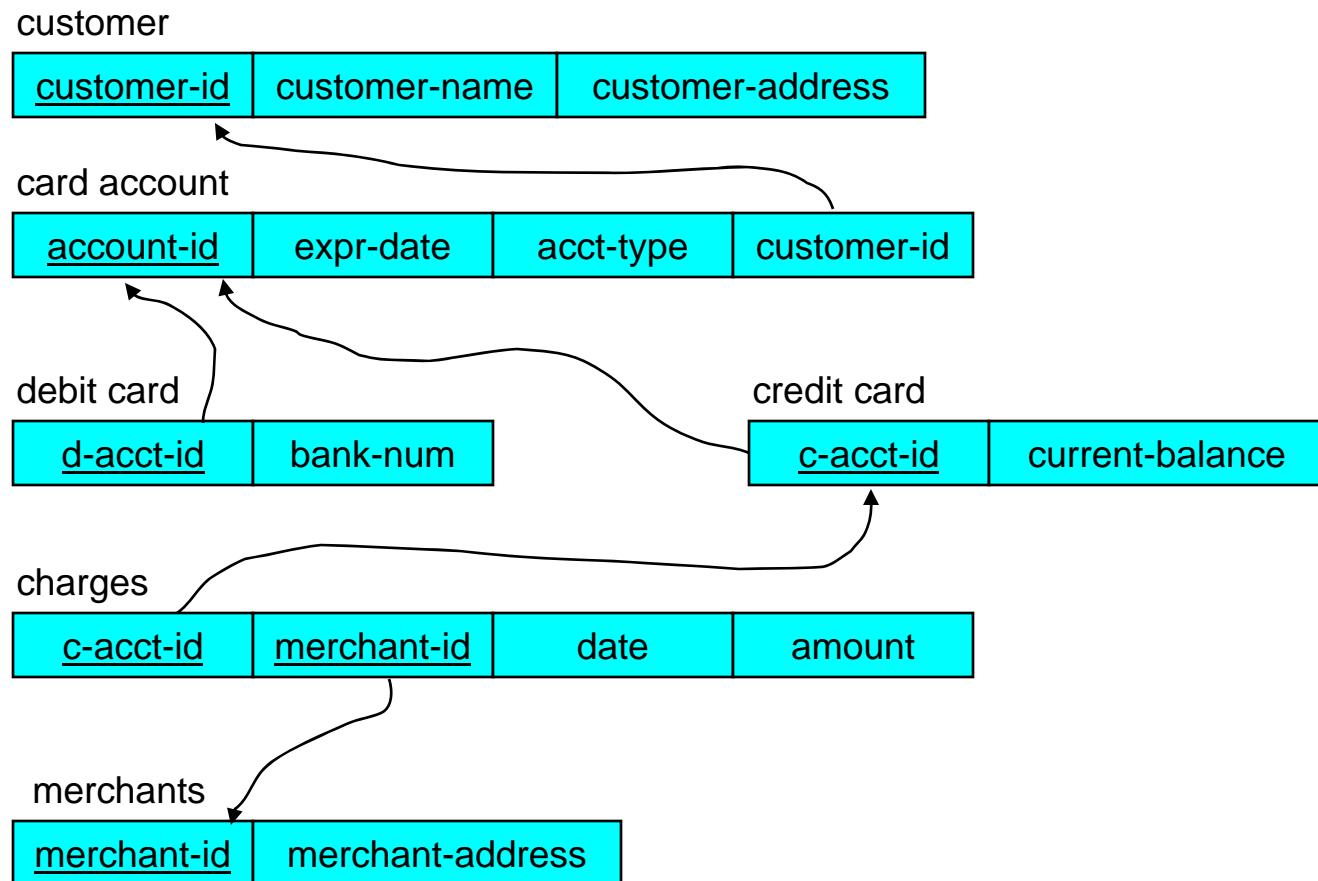 customer
customer-id customer-name customer-address
card account
account-id expr-date acct-type customer-id
debit card credit card
d-acct-id bank-num c-acct-id current-balance
charges
c-acct-id merchant-id date amount
merchants
merchant-id merchant-address